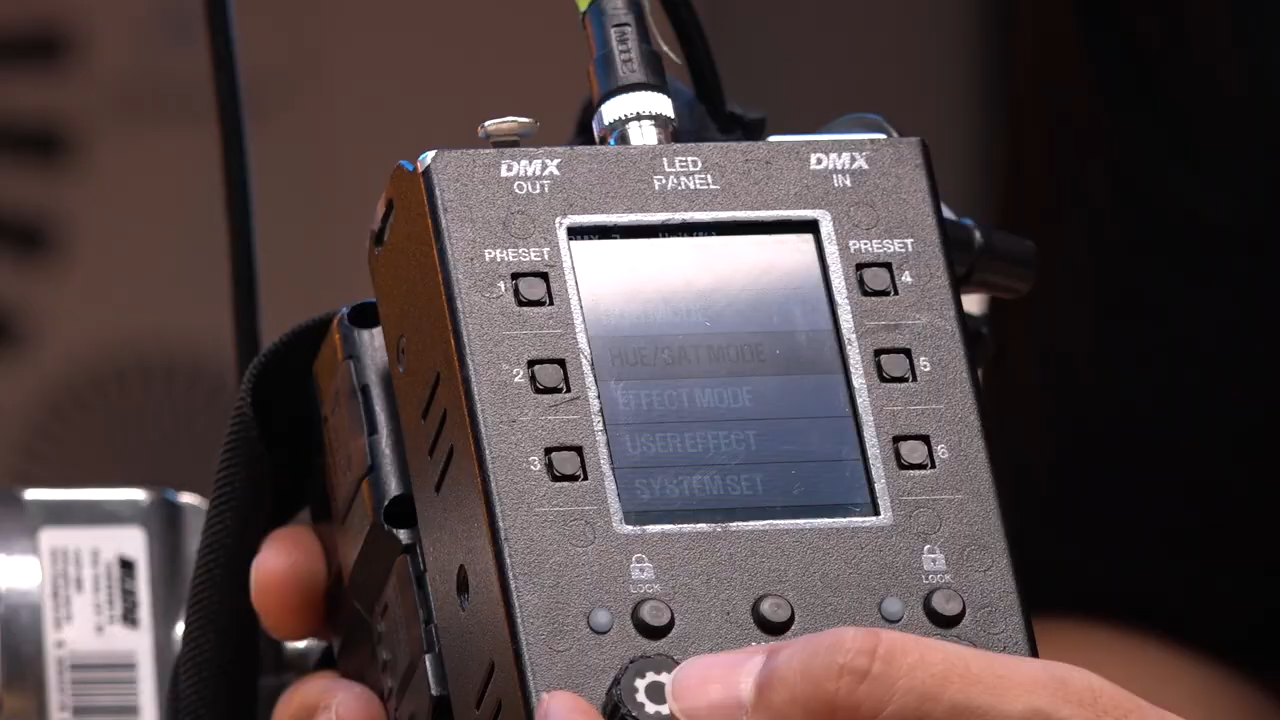 DMX
OUT
LED
PANEL
DMX
IN
PRESET
1
2
3
PRESET
4
5
6
HUE/SAT MODE
EFFECT MODE
USER EFFECT
SYSTEM SET
LOCK
LOCK